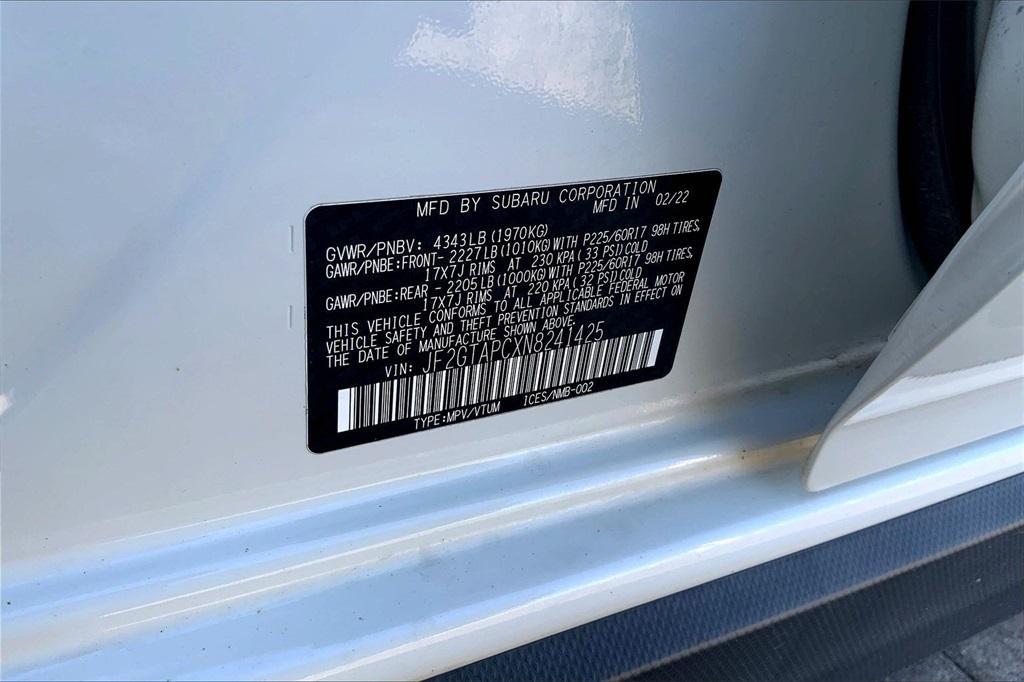 MFD BY SUBARU CORPORATION
MFD IN 02/22
GVWR/PNBV: 4343LB(1970KG)
GAWR/PNBE:FRONT- 2227LB(1010KG)WITH P225/60R17 98H TIRES,
17X7J RIMS AT 230 KPA( 33 PSI)COLD
GAWR/PNBE:REAR - 2205LB(1000KG)WITH P225/60R17 98H TIRES,
17X7J RIMS AT 220 KPA( 32 PSI)COLD
THIS VEHICLE CONFORMS TO ALL APPLICABLE FEDERAL MOTOR
VEHICLE SAFETY AND THEFT PREVENTION STANDARDS IN EFFECT ON
THE DATE OF MANUFACTURE SHOWN ABOVE.
VIN: JF2GTAPCXN8241425
TYPE:MPV/VTUM ICES/NMB-002